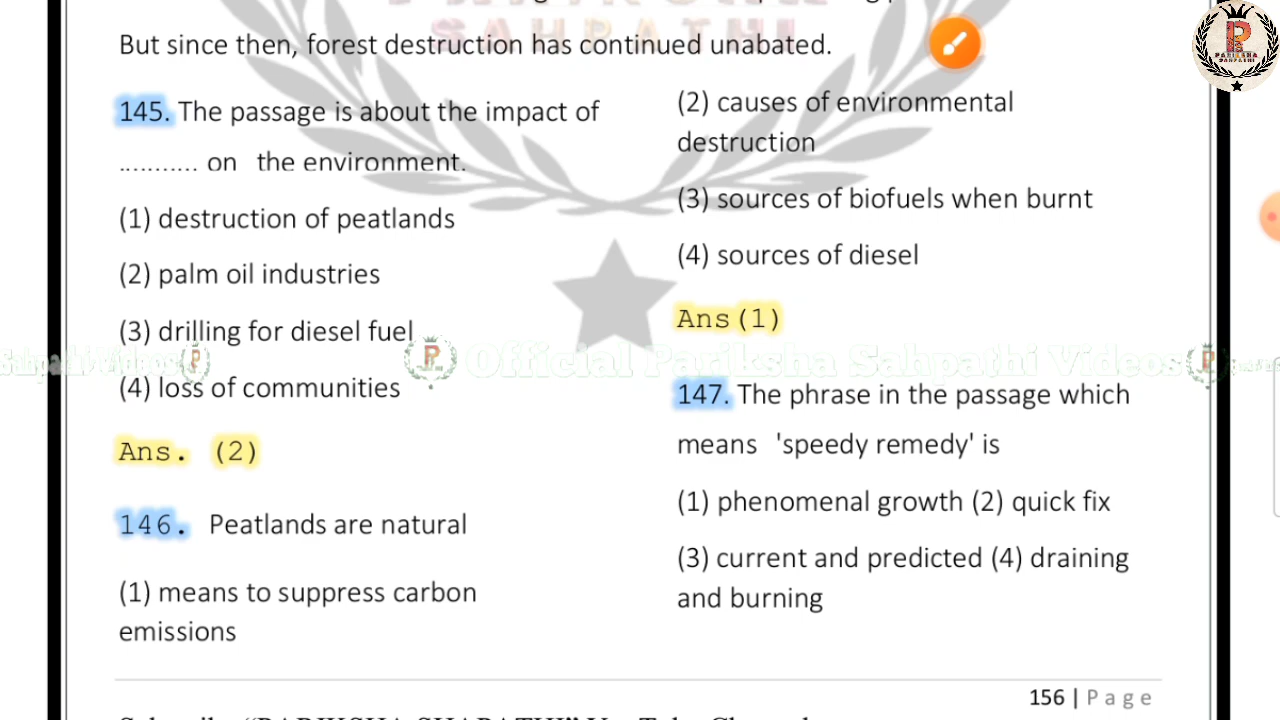 SAHPATHI
But since then, forest destruction has continued unabated.
145. The passage is about the impact of
........... on the environment.
(1) destruction of peatlands
(2) palm oil industries
(3) drilling for diesel fuel
(4) loss of communities
Ans. (2)
146. Peatlands are natural
(1) means to suppress carbon
emissions
(2) causes of environmental
destruction
(3) sources of biofuels when burnt
(4) sources of diesel
Ans(1)
147. The phrase in the passage which
means 'speedy remedy' is
(1) phenomenal growth (2) quick fix
(3) current and predicted (4) draining
and burning
Sahpathi Videos
Official Pariksha Sahpathi Videos
PARIKSHA
SAHPATHI
156 | Page